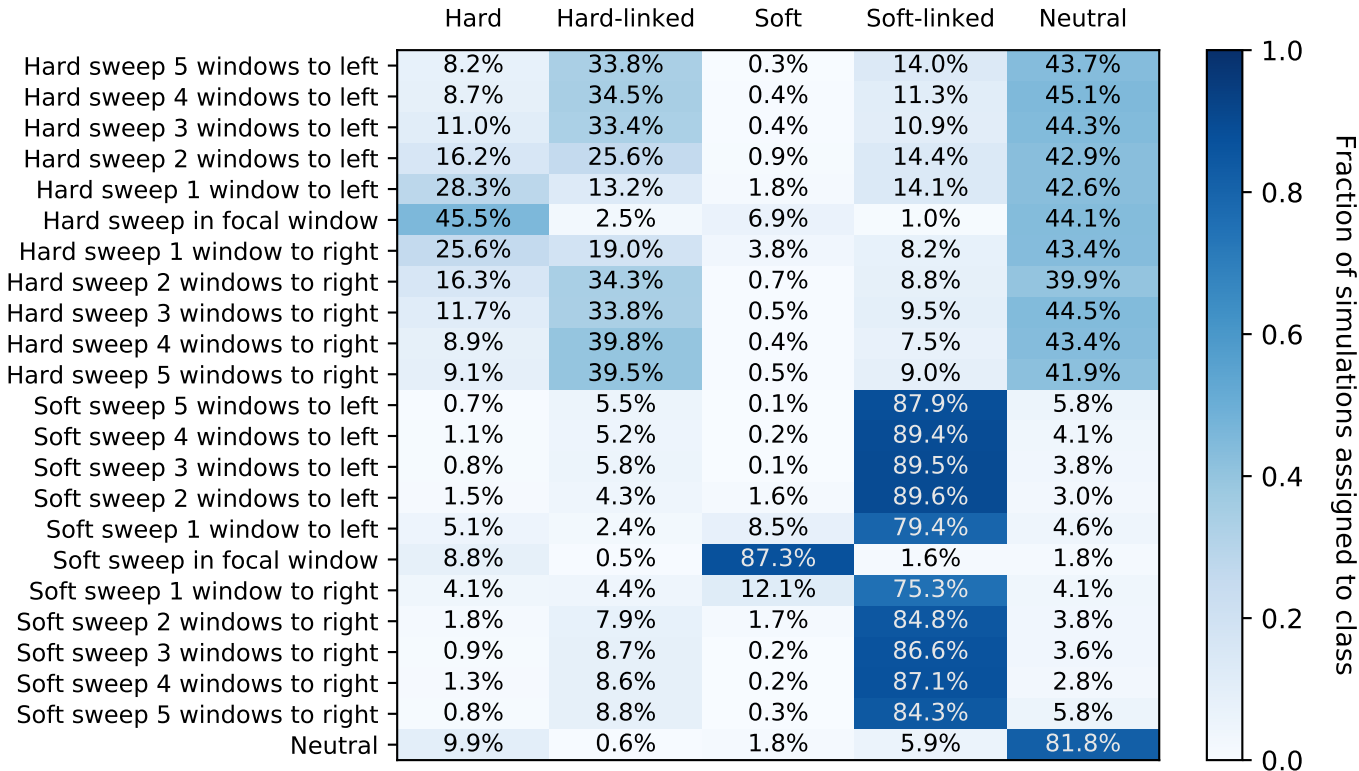 Hard Hard-linked Soft Soft-linked Neutral
Hard sweep 5 windows to left 8.2% 33.8% 0.3% 14.0% 43.7%
Hard sweep 4 windows to left 8.7% 34.5% 0.4% 11.3% 45.1%
Hard sweep 3 windows to left 11.0% 33.4% 0.4% 10.9% 44.3%
Hard sweep 2 windows to left 16.2% 25.6% 0.9% 14.4% 42.9%
Hard sweep 1 window to left 28.3% 13.2% 1.8% 14.1% 42.6%
Hard sweep in focal window 45.5% 2.5% 6.9% 1.0% 44.1%
Hard sweep 1 window to right 25.6% 19.0% 3.8% 8.2% 43.4%
Hard sweep 2 windows to right 16.3% 34.3% 0.7% 8.8% 39.9%
Hard sweep 3 windows to right 11.7% 33.8% 0.5% 9.5% 44.5%
Hard sweep 4 windows to right 8.9% 39.8% 0.4% 7.5% 43.4%
Hard sweep 5 windows to right 9.1% 39.5% 0.5% 9.0% 41.9%
Soft sweep 5 windows to left 0.7% 5.5% 0.1% 87.9% 5.8%
Soft sweep 4 windows to left 1.1% 5.2% 0.2% 89.4% 4.1%
Soft sweep 3 windows to left 0.8% 5.8% 0.1% 89.5% 3.8%
Soft sweep 2 windows to left 1.5% 4.3% 1.6% 89.6% 3.0%
Soft sweep 1 window to left 5.1% 2.4% 8.5% 79.4% 4.6%
Soft sweep in focal window 8.8% 0.5% 87.3% 1.6% 1.8%
Soft sweep 1 window to right 4.1% 4.4% 12.1% 75.3% 4.1%
Soft sweep 2 windows to right 1.8% 7.9% 1.7% 84.8% 3.8%
Soft sweep 3 windows to right 0.9% 8.7% 0.2% 86.6% 3.6%
Soft sweep 4 windows to right 1.3% 8.6% 0.2% 87.1% 2.8%
Soft sweep 5 windows to right 0.8% 8.8% 0.3% 84.3% 5.8%
Neutral 9.9% 0.6% 1.8% 5.9% 81.8%
1.0
0.8
0.6
0.4
0.2
0.0
Fraction of simulations assigned to class